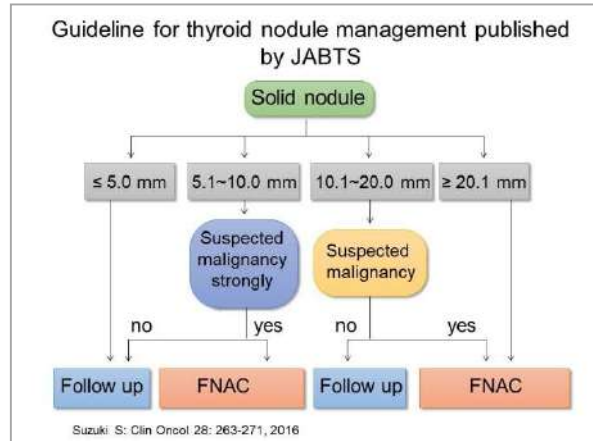 Guideline for thyroid nodule management published
by JABTS
Solid nodule
≤ 5.0 mm
5.1~10.0 mm
10.1~20.0 mm
≥ 20.1 mm
Suspected
malignancy
strongly
Suspected
malignancy
no
yes
no
yes
Follow up
FNAC
Follow up
FNAC
Suzuki S: Clin Oncol 28: 263-271, 2016